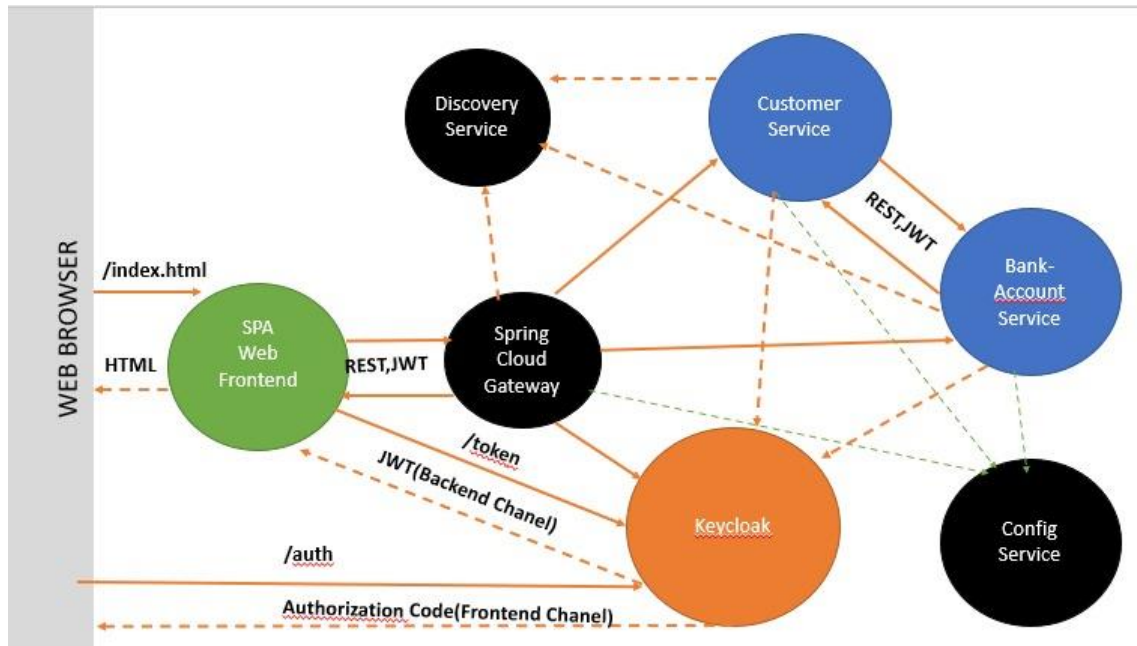 WEB BROWSER
Discovery
Service
Customer
Service
REST,JWT
Bank-
Account
Service
/index.html
SPA
Web
Frontend
HTML
REST,JWT
Spring
Cloud
Gateway
/token
JWT(Backend Chanel)
Keycloak
Config
Service
/auth
Authorization Code(Frontend Chanel)